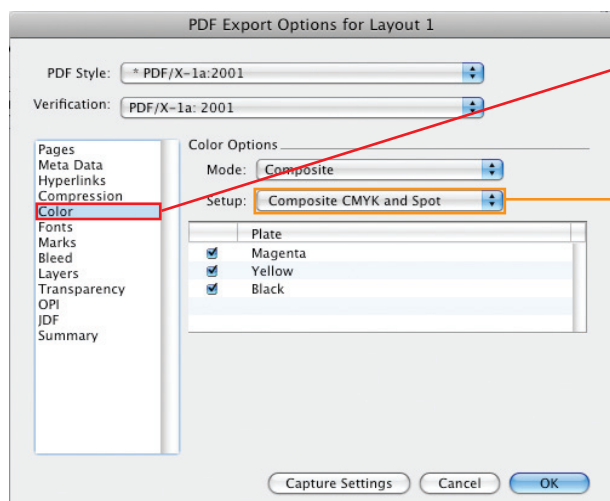 PDF Export Options for Layout 1
PDF Style: * PDF/X-1a:2001
Verification: PDF/X-1a: 2001
Pages
Meta Data
Hyperlinks
Compression
Color
Fonts
Marks
Bleed
Layers
Transparency
OPI
JDF
Summary
Color Options
Mode: Composite
Setup: Composite CMYK and Spot
Plate
Magenta
Yellow
Black
Capture Settings
Cancel
OK